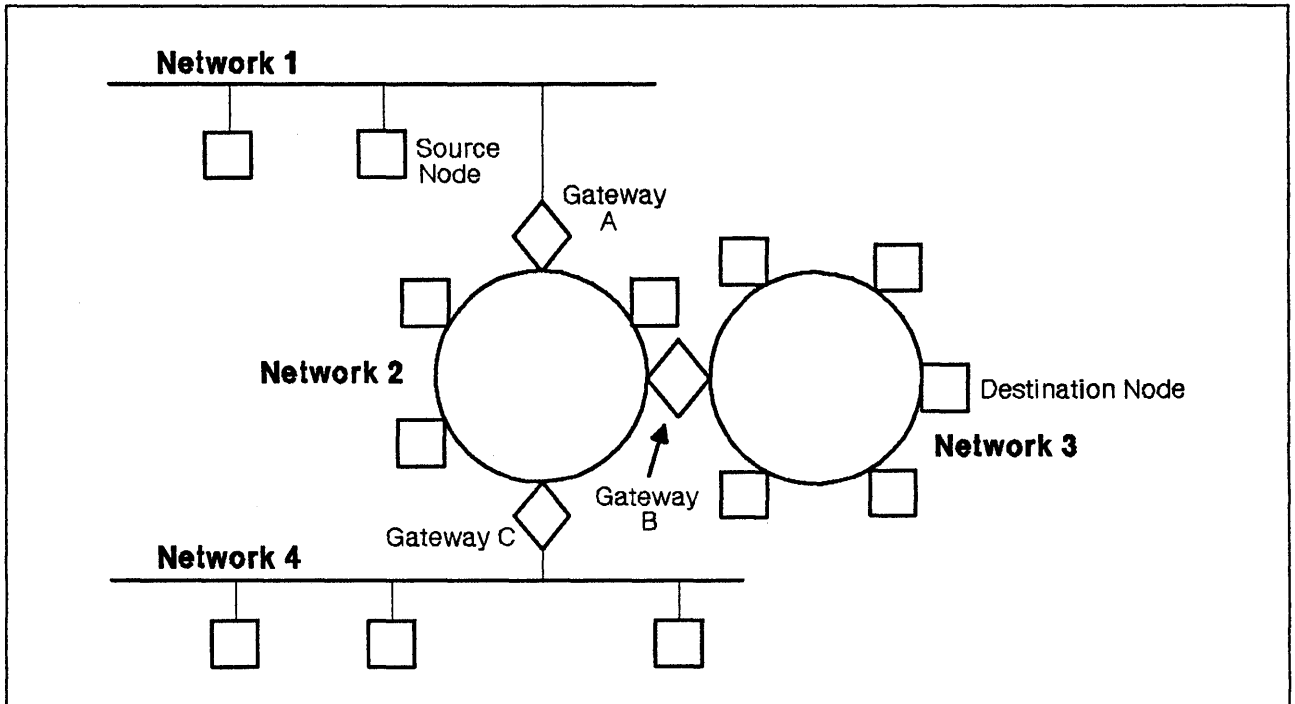 Network 1
Source
Node
Gateway
A
Network 2
Destination Node
Network 3
Gateway
B
Gateway C
Network 4